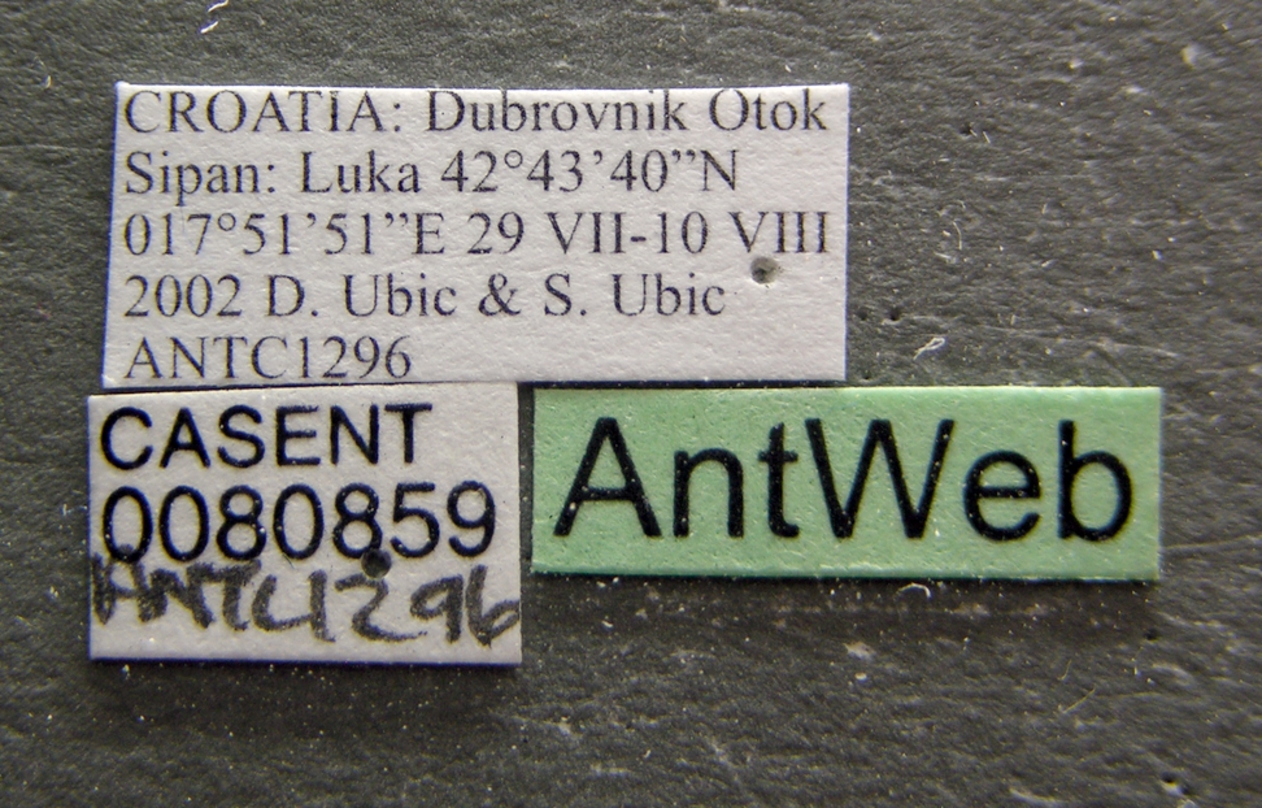 CROATIA: Dubrovnik Otok
Sipan: Luka 42°43’40”N
017°51’51”E 29 VII-10 VIII
2002 D. Ubic & S. Ubic
ANTC1296
CASENT
0080859
ANTC1296
AntWeb